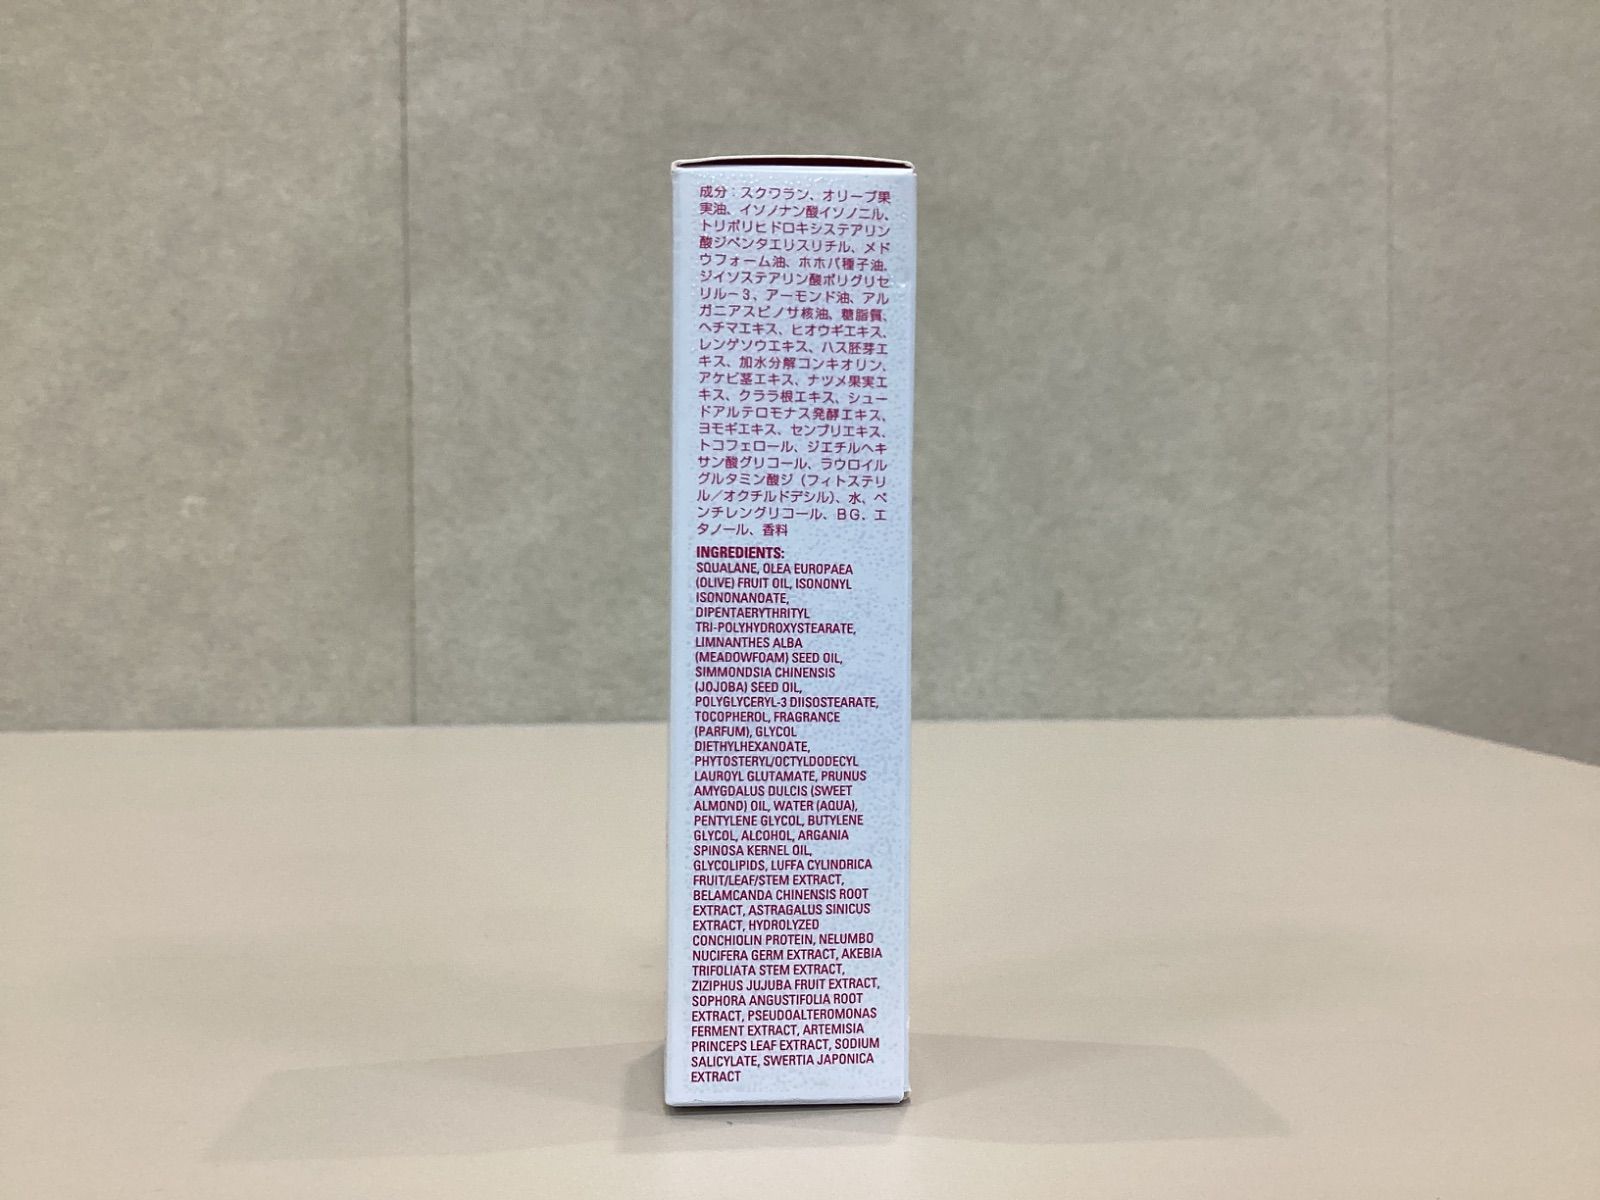 成分：スクワラン、オリーブ果
実油、イソノナン酸イソノニル、
トリポリヒドロキシステアリン
酸ジペンタエリスリチル、メド
ウフォーム油、ホホバ種子油、
ジイソステアリン酸ポリグリセ
リル－3、アーモンド油、アル
ガニアスピノサ核油、糖脂質、
ヘチマエキス、ヒオウギエキス、
レンゲソウエキス、ハス胚芽エ
キス、加水分解コンキオリン、
アケビ茎エキス、ナツメ果実エ
キス、クララ根エキス、シュー
ドアルテロモナス発酵エキス、
ヨモギエキス、センブリエキス、
トコフェロール、ジエチルヘキ
サン酸グリコール、ラウロイル
グルタミン酸ジ（フィトステリ
ル／オクチルドデシル）、水、ペ
ンチレングリコール、BG、エ
タノール、香料
INGREDIENTS:
SQUALANE, OLEA EUROPAEA
(OLIVE) FRUIT OIL, ISONONYL
ISONONANOATE,
DIPENTAERYTHRITYL
TRI-POLYHYDROXYSTEARATE,
LIMNANTHES ALBA
(MEADOWFOAM) SEED OIL,
SIMMONDSIA CHINENSIS
(JOJOBA) SEED OIL,
POLYGLYCERYL-3 DIISOSTEARATE,
TOCOPHEROL, FRAGRANCE
(PARFUM), GLYCOL
DIETHYLHEXANOATE,
PHYTOSTERYL/OCTYLDODECYL
LAUROYL GLUTAMATE, PRUNUS
AMYGDALUS DULCIS (SWEET
ALMOND) OIL, WATER (AQUA),
PENTYLENE GLYCOL, BUTYLENE
GLYCOL, ALCOHOL, ARGANIA
SPINOSA KERNEL OIL,
GLYCOLIPIDS, LUFFA CYLINDRICA
FRUIT/LEAF/STEM EXTRACT,
BELAMCANDA CHINENSIS ROOT
EXTRACT, ASTRAGALUS SINICUS
EXTRACT, HYDROLYZED
CONCHIOLIN PROTEIN, NELUMBO
NUCIFERA GERM EXTRACT, AKEBIA
TRIFOLIATA STEM EXTRACT,
ZIZIPHUS JUJUBA FRUIT EXTRACT,
SOPHORA ANGUSTIFOLIA ROOT
EXTRACT, PSEUDOALTEROMONAS
FERMENT EXTRACT, ARTEMISIA
PRINCEPS LEAF EXTRACT, SODIUM
SALICYLATE, SWERTIA JAPONICA
EXTRACT